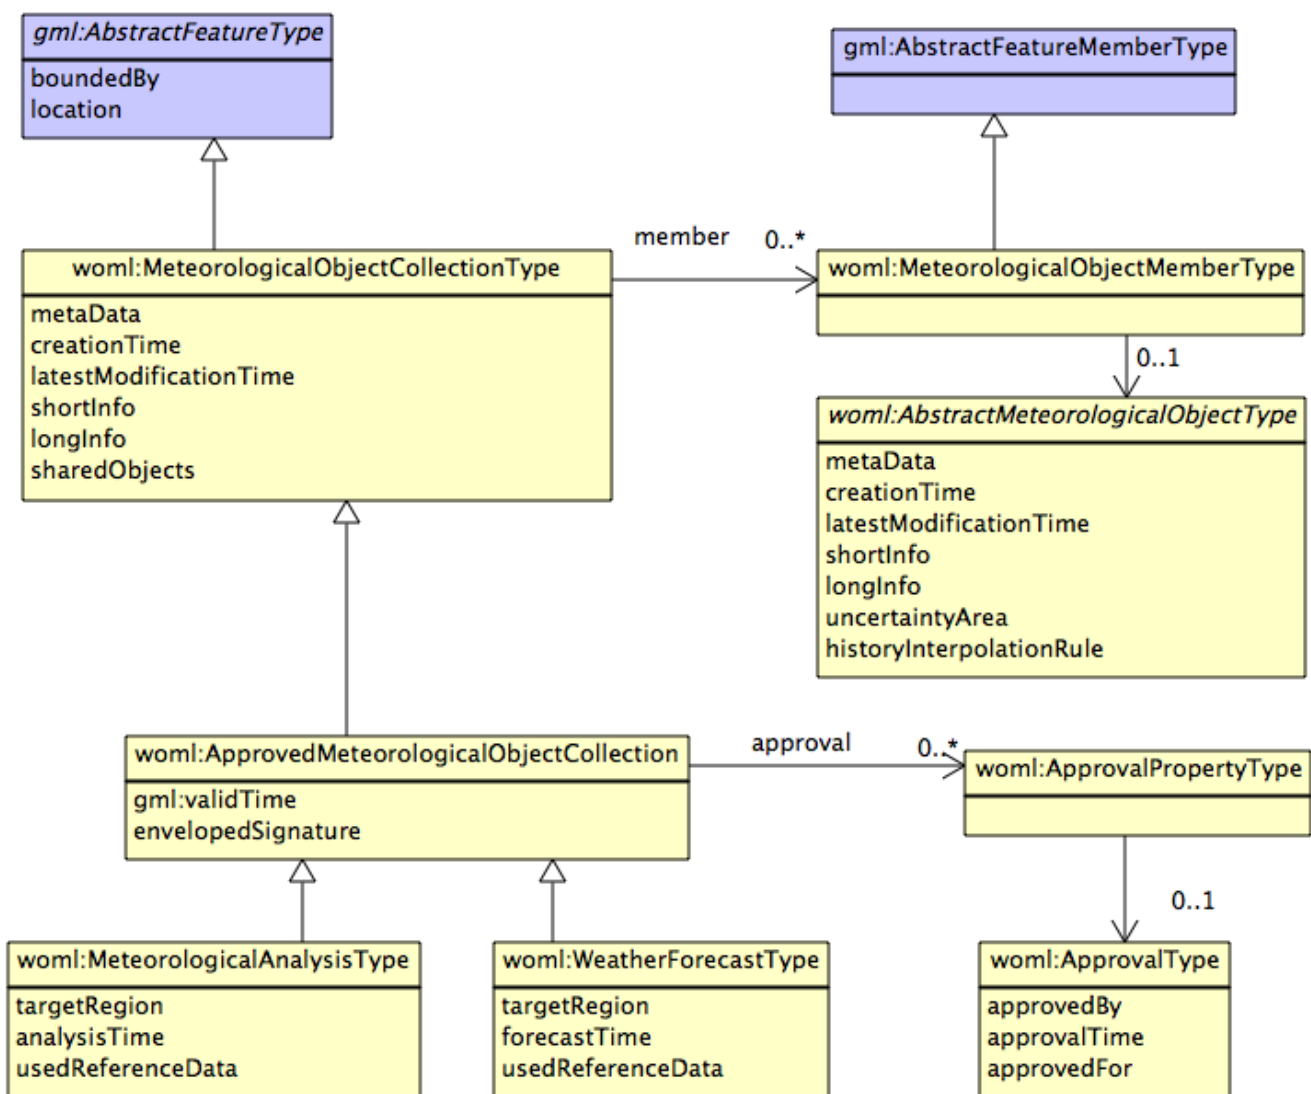 gml:AbstractFeatureType
boundedBy
location
gml:AbstractFeatureMemberType
member
0..*
woml:MeteorologicalObjectCollectionType
metaData
creationTime
latestModificationTime
shortInfo
longInfo
sharedObjects
woml:MeteorologicalObjectMemberType
0..1
woml:AbstractMeteorologicalObjectType
metaData
creationTime
latestModificationTime
shortInfo
longInfo
uncertaintyArea
historyInterpolationRule
woml:ApprovedMeteorologicalObjectCollection
gml:validTime
envelopedSignature
approval
0..*
woml:ApprovalPropertyType
0..1
woml:MeteorologicalAnalysisType
targetRegion
analysisTime
usedReferenceData
woml:WeatherForecastType
targetRegion
forecastTime
usedReferenceData
woml:ApprovalType
approvedBy
approvalTime
approvedFor